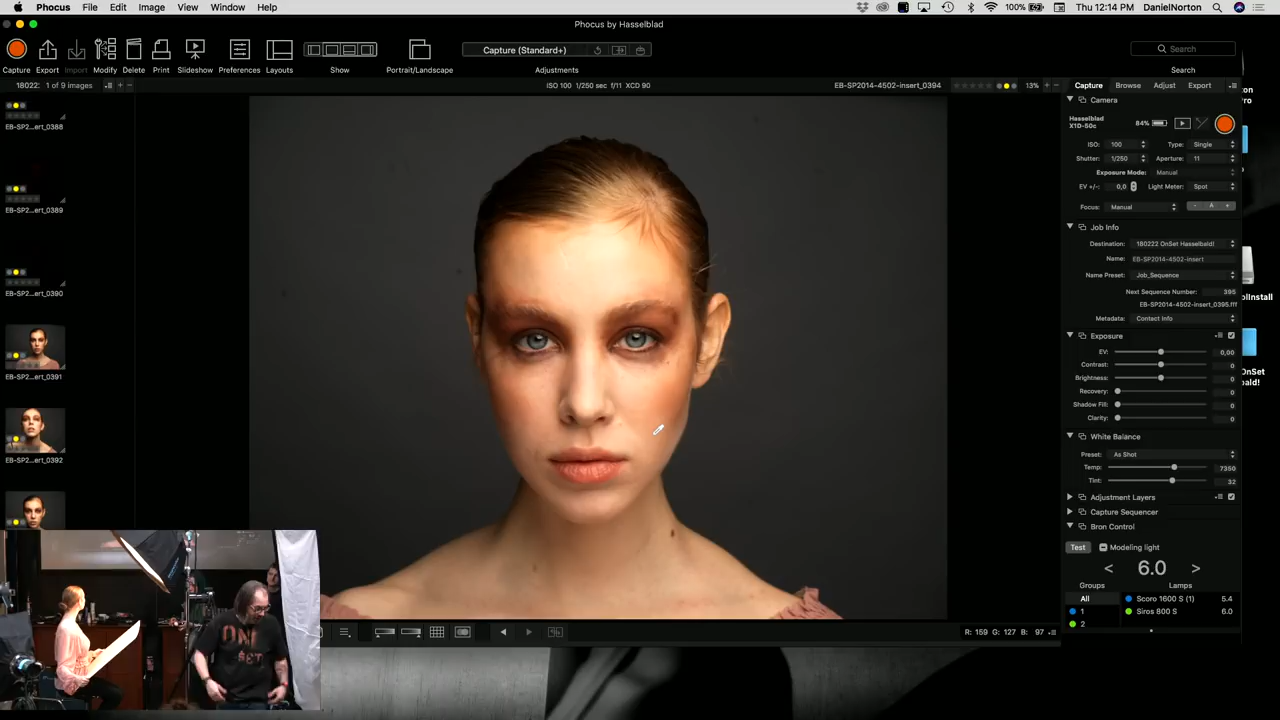 Phocus File Edit Image View Window Help 100% Thu 12:14 PM DanielNorton
Phocus by Hasselblad
Capture Export Import Modify Delete Print Slideshow Preferences Layouts Show Portrait/Landscape Capture (Standard+) Adjustments Search Search
18022: 1 of 9 images + − ISO 100 1/250 sec f/11 XCD 90 EB-SP2014-4502-insert_0394 13% + − Capture Browse Adjust Export
EB-SP2...ert_0388
EB-SP2...ert_0389
EB-SP2...ert_0390
EB-SP2...ert_0391
EB-SP2...ert_0392
Camera
Hasselblad
X1D-50c
84%
ISO: 100 Type: Single
Shutter: 1/250 Aperture: 11
Exposure Mode: Manual
EV +/-: 0,0 Light Meter: Spot
Focus: Manual - A +
Job Info
Destination: 180222 OnSet Hasselbald!
Name: EB-SP2014-4502-insert
Name Preset: Job_Sequence
Next Sequence Number: 395
EB-SP2014-4502-insert_0395.fff
Metadata: Contact Info
Exposure
EV: 0,00
Contrast: 0
Brightness: 0
Recovery: 0
Shadow Fill: 0
Clarity: 0
White Balance
Preset: As Shot
Temp: 7350
Tint: 32
Adjustment Layers
Capture Sequencer
Bron Control
Test Modeling light
< 6.0 >
Groups Lamps
All Scoro 1600 S (1) 5.4
1 Siros 800 S 6.0
2
R: 159 G: 127 B: 97
ton
Pro
olInstall
OnSet
bald!
ON
SET